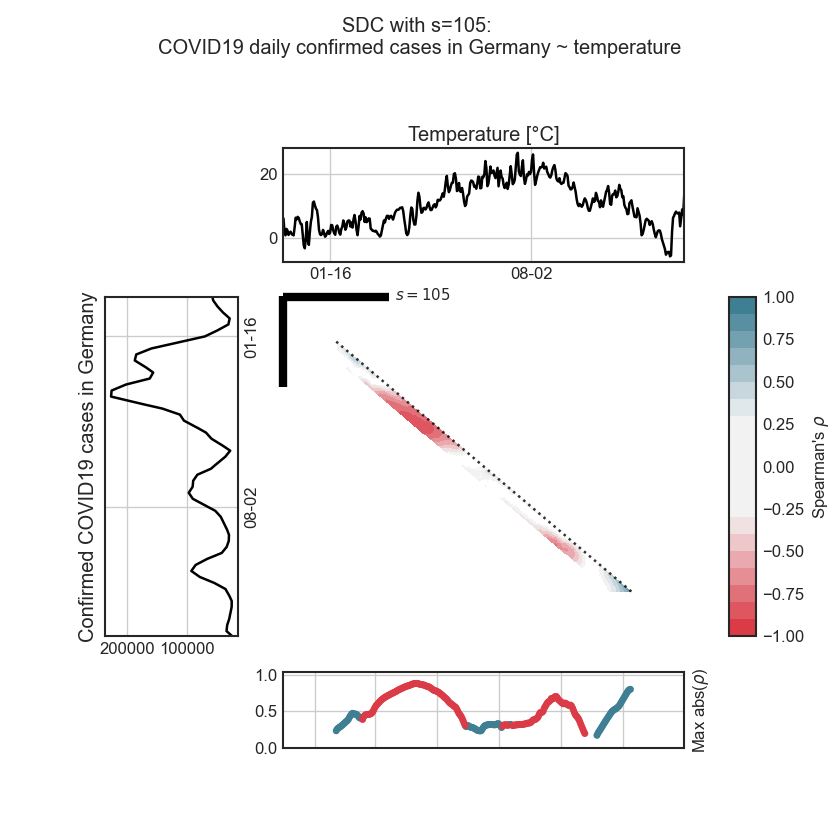 SDC with s=105:
COVID19 daily confirmed cases in Germany ~ temperature
Temperature [°C]
20
0
01-16
08-02
s = 105
Confirmed COVID19 cases in Germany
01-16
08-02
200000
100000
1.00
0.75
0.50
0.25
0.00
−0.25
−0.50
−0.75
−1.00
Spearman's ρ
1.0
0.5
0.0
Max abs(ρ)